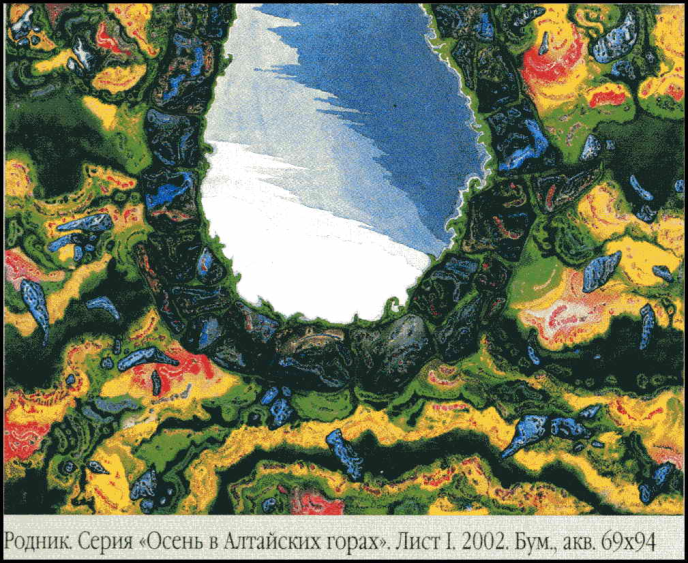 Родник. Серия «Осень в Алтайских горах». Лист I. 2002. Бум., акв. 69х94